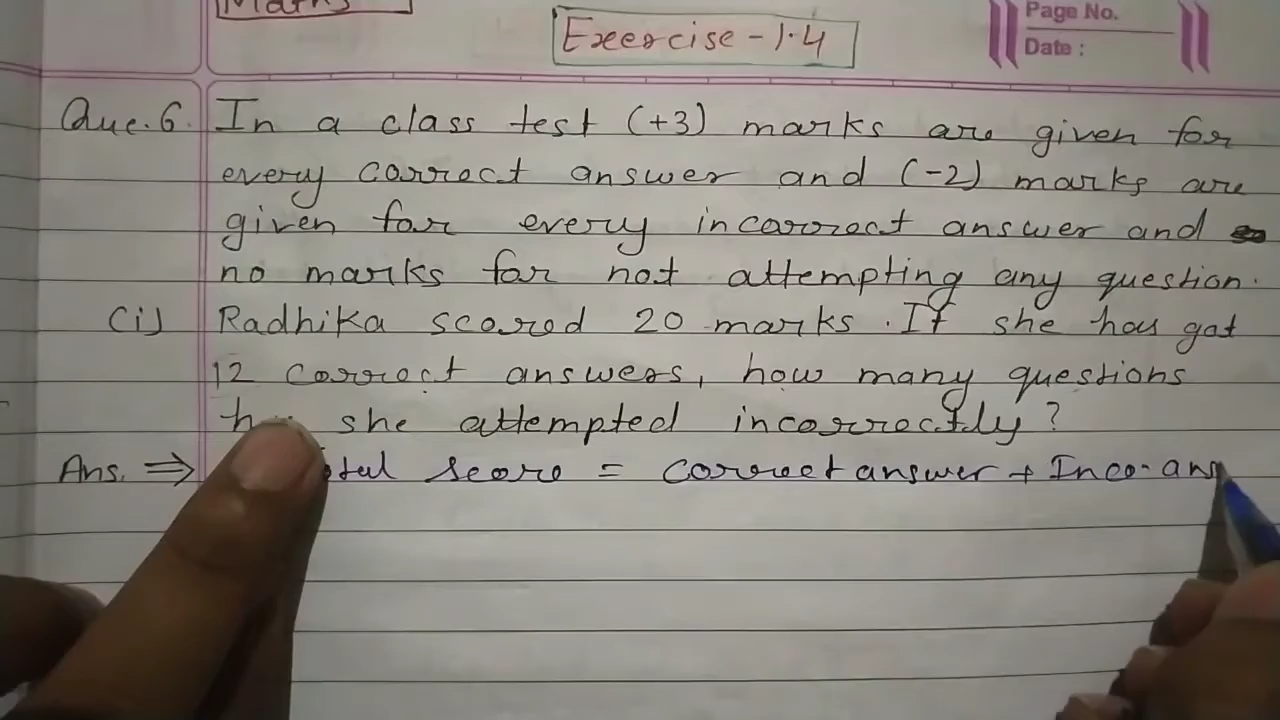 Maths
Exercise - 1.4
Page No.
Date :
Que. 6. In a class test (+3) marks are given for
every correct answer and (-2) marks are
given for every incorrect answer and
no marks for not attempting any question.
(i) Radhika scored 20 marks. If she has got
12 correct answers, how many questions
she attempted incorrectly?
Ans. ⇒ score = correct answer + Inco. ans